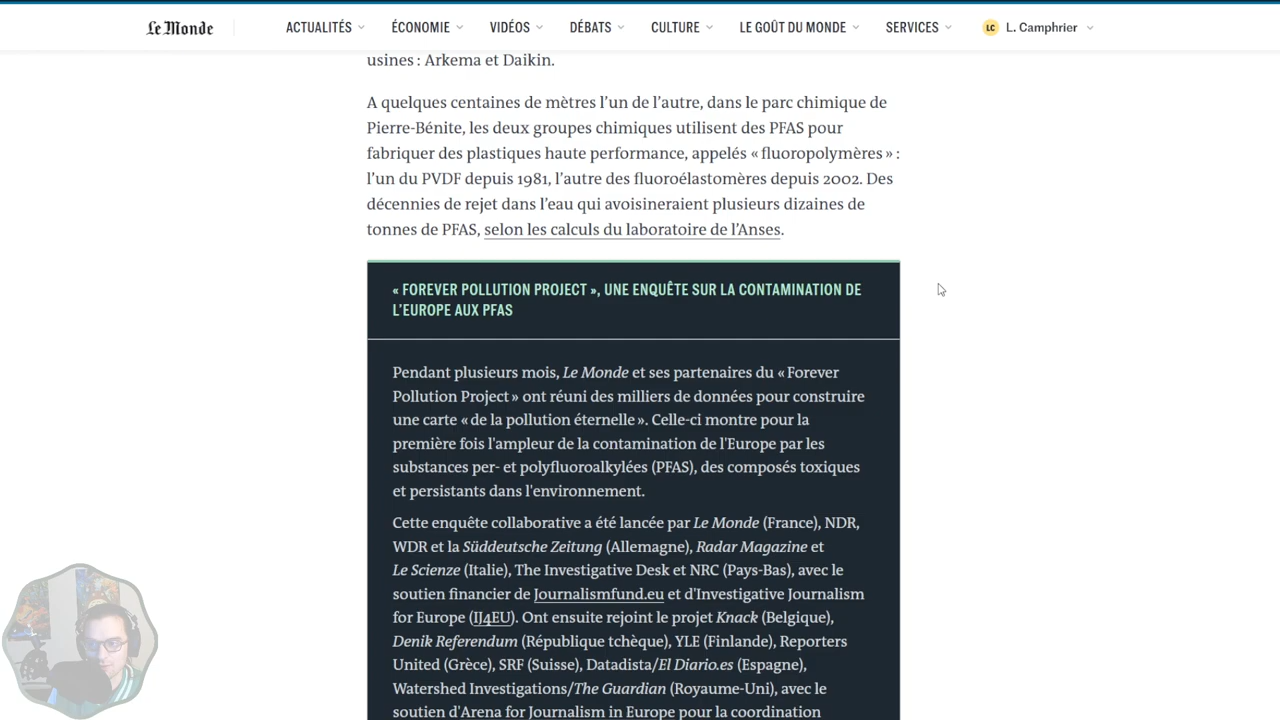 Le Monde
ACTUALITÉS
ÉCONOMIE
VIDÉOS
DÉBATS
CULTURE
LE GOÛT DU MONDE
SERVICES
LC
L. Camphrier
usines : Arkema et Daikin.
A quelques centaines de mètres l’un de l’autre, dans le parc chimique de
Pierre-Bénite, les deux groupes chimiques utilisent des PFAS pour
fabriquer des plastiques haute performance, appelés « fluoropolymères » :
l’un du PVDF depuis 1981, l’autre des fluoroélastomères depuis 2002. Des
décennies de rejet dans l’eau qui avoisineraient plusieurs dizaines de
tonnes de PFAS, selon les calculs du laboratoire de l’Anses.
« FOREVER POLLUTION PROJECT », UNE ENQUÊTE SUR LA CONTAMINATION DE
L’EUROPE AUX PFAS
Pendant plusieurs mois, Le Monde et ses partenaires du « Forever
Pollution Project » ont réuni des milliers de données pour construire
une carte « de la pollution éternelle ». Celle-ci montre pour la
première fois l'ampleur de la contamination de l'Europe par les
substances per- et polyfluoroalkylées (PFAS), des composés toxiques
et persistants dans l'environnement.
Cette enquête collaborative a été lancée par Le Monde (France), NDR,
WDR et la Süddeutsche Zeitung (Allemagne), Radar Magazine et
Le Scienze (Italie), The Investigative Desk et NRC (Pays-Bas), avec le
soutien financier de Journalismfund.eu et d'Investigative Journalism
for Europe (IJ4EU). Ont ensuite rejoint le projet Knack (Belgique),
Denik Referendum (République tchèque), YLE (Finlande), Reporters
United (Grèce), SRF (Suisse), Datadista/El Diario.es (Espagne),
Watershed Investigations/The Guardian (Royaume-Uni), avec le
soutien d'Arena for Journalism in Europe pour la coordination